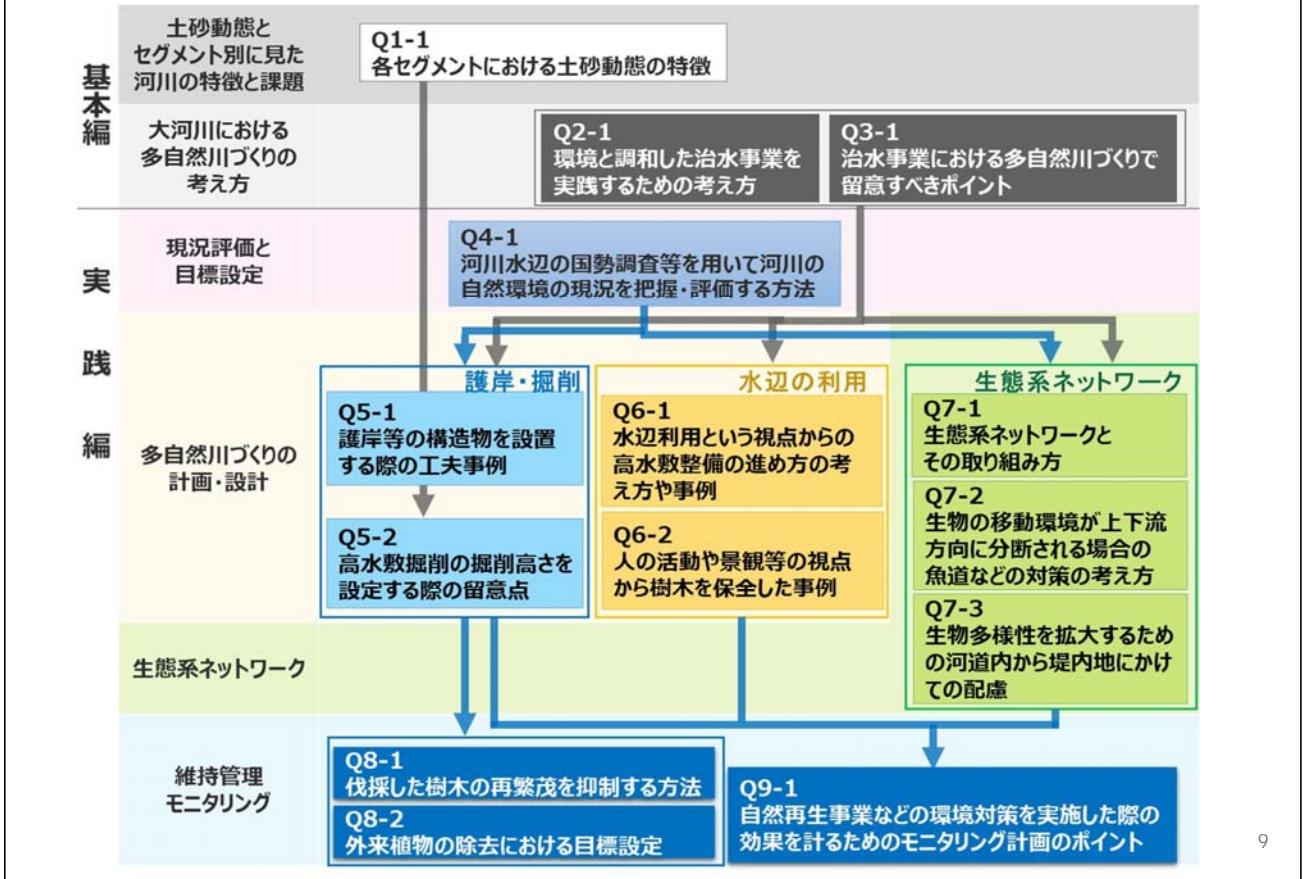 基本編
土砂動態と
セグメント別に見た
河川の特徴と課題
Q1-1
各セグメントにおける土砂動態の特徴
大河川における
多自然川づくりの
考え方
Q2-1
環境と調和した治水事業を
実践するための考え方
Q3-1
治水事業における多自然川づくりで
留意すべきポイント
実践編
現況評価と
目標設定
Q4-1
河川水辺の国勢調査等を用いて河川の
自然環境の現況を把握・評価する方法
多自然川づくりの
計画・設計
護岸・掘削
Q5-1
護岸等の構造物を設置
する際の工夫事例
Q5-2
高水敷掘削の掘削高さを
設定する際の留意点
水辺の利用
Q6-1
水辺利用という視点からの
高水敷整備の進め方の考
え方や事例
Q6-2
人の活動や景観等の視点
から樹木を保全した事例
生態系ネットワーク
Q7-1
生態系ネットワークと
その取り組み方
Q7-2
生物の移動環境が上下流
方向に分断される場合の
魚道などの対策の考え方
Q7-3
生物多様性を拡大するため
の河道内から堤内地にかけ
ての配慮
生態系ネットワーク
維持管理
モニタリング
Q8-1
伐採した樹木の再繁茂を抑制する方法
Q8-2
外来植物の除去における目標設定
Q9-1
自然再生事業などの環境対策を実施した際の
効果を計るためのモニタリング計画のポイント
9